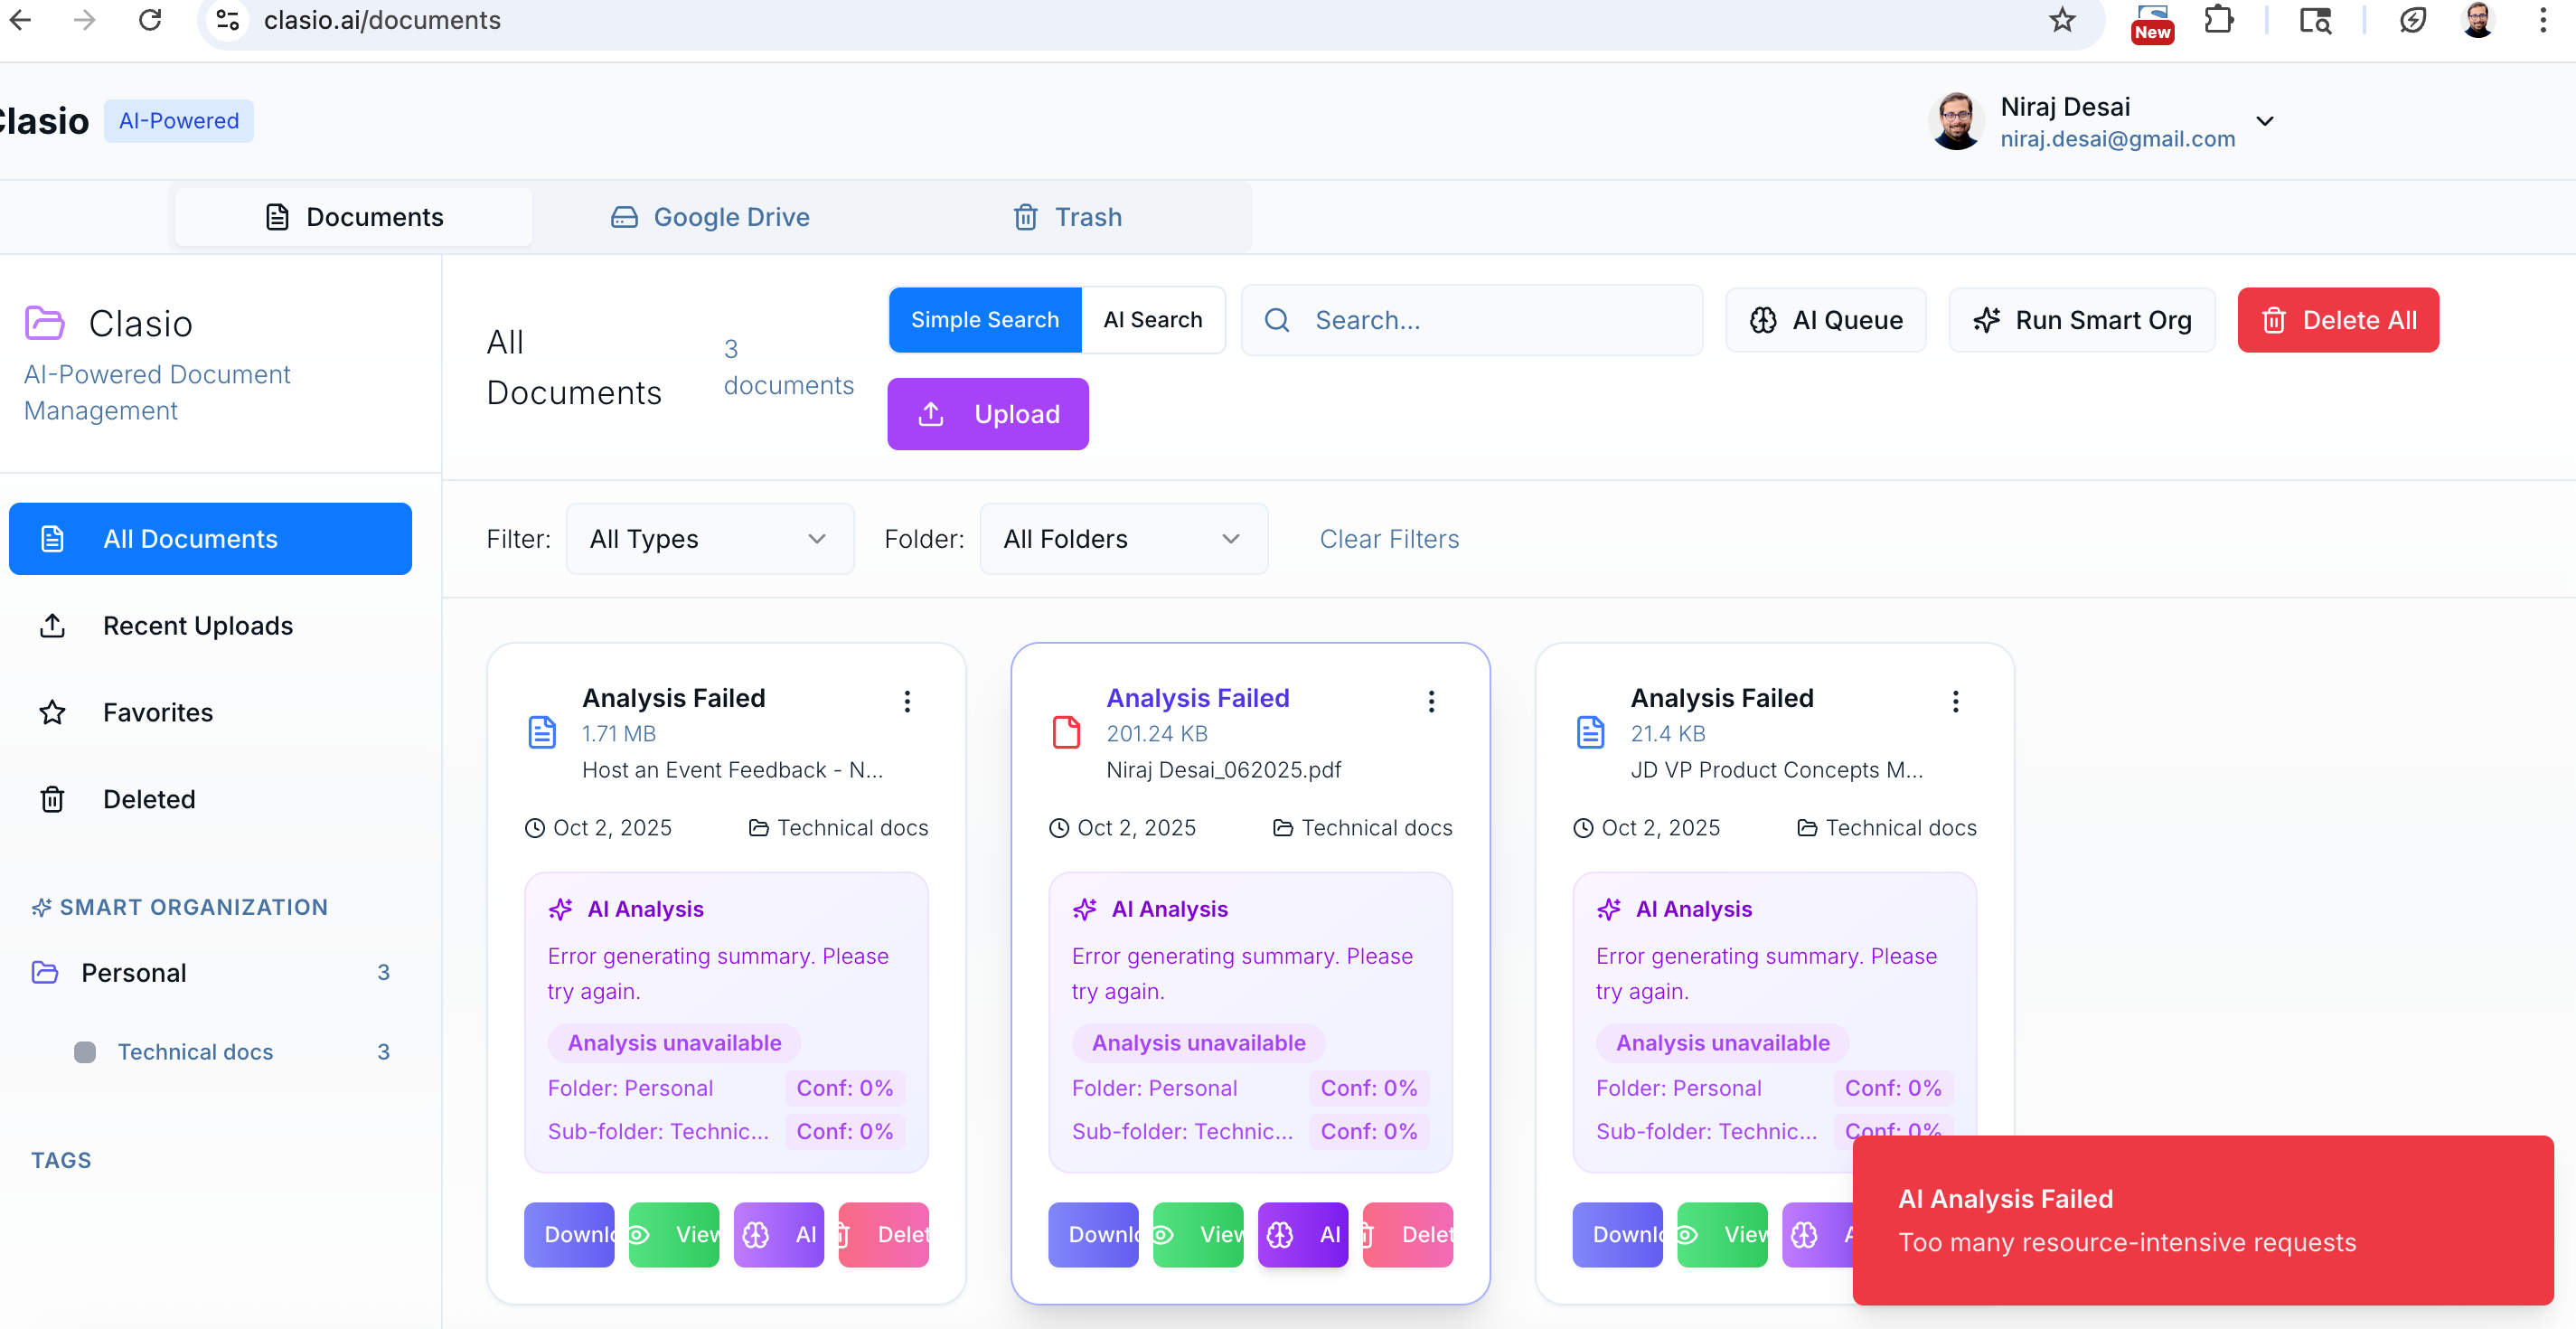 clasio.ai/documents
New
Clasio AI-Powered
Niraj Desai
niraj.desai@gmail.com
Documents
Google Drive
Trash
Clasio
AI-Powered Document
Management
All Documents
Recent Uploads
Favorites
Deleted
SMART ORGANIZATION
Personal 3
Technical docs 3
TAGS
All
Documents
3
documents
Simple Search
AI Search
Search...
AI Queue
Run Smart Org
Delete All
Upload
Filter: All Types
Folder: All Folders
Clear Filters
Analysis Failed
1.71 MB
Host an Event Feedback - N...
Oct 2, 2025 Technical docs
AI Analysis
Error generating summary. Please
try again.
Analysis unavailable
Folder: Personal Conf: 0%
Sub-folder: Technic... Conf: 0%
Downlo View AI Delet
Analysis Failed
201.24 KB
Niraj Desai_062025.pdf
Oct 2, 2025 Technical docs
AI Analysis
Error generating summary. Please
try again.
Analysis unavailable
Folder: Personal Conf: 0%
Sub-folder: Technic... Conf: 0%
Downlo View AI Delet
Analysis Failed
21.4 KB
JD VP Product Concepts M...
Oct 2, 2025 Technical docs
AI Analysis
Error generating summary. Please
try again.
Analysis unavailable
Folder: Personal Conf: 0%
Sub-folder: Technic... Conf: 0%
Downlo View
AI Analysis Failed
Too many resource-intensive requests